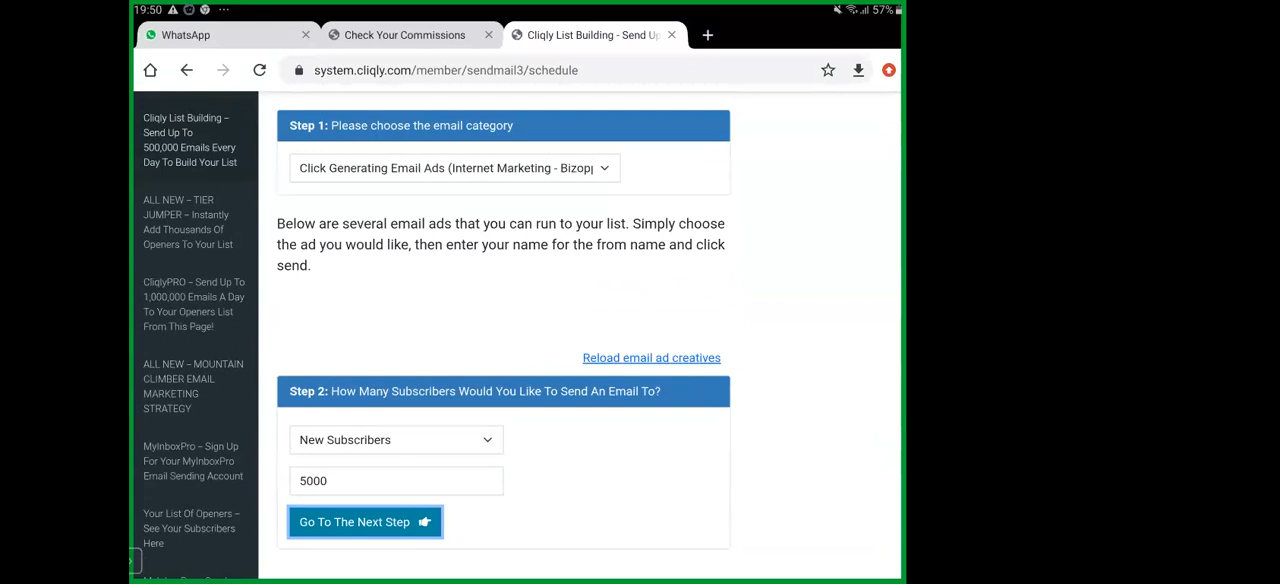 19:50
57%
WhatsApp
Check Your Commissions
Cliqly List Building - Send Up
system.cliqly.com/member/sendmail3/schedule
Cliqly List Building –
Send Up To
500,000 Emails Every
Day To Build Your List
ALL NEW – TIER
JUMPER – Instantly
Add Thousands Of
Openers To Your List
CliqlyPRO – Send Up To
1,000,000 Emails A Day
To Your Openers List
From This Page!
ALL NEW – MOUNTAIN
CLIMBER EMAIL
MARKETING
STRATEGY
MyInboxPro – Sign Up
For Your MyInboxPro
Email Sending Account
Your List Of Openers –
See Your Subscribers
Here
Step 1: Please choose the email category
Click Generating Email Ads (Internet Marketing - Bizopp
Below are several email ads that you can run to your list. Simply choose
the ad you would like, then enter your name for the from name and click
send.
Reload email ad creatives
Step 2: How Many Subscribers Would You Like To Send An Email To?
New Subscribers
5000
Go To The Next Step